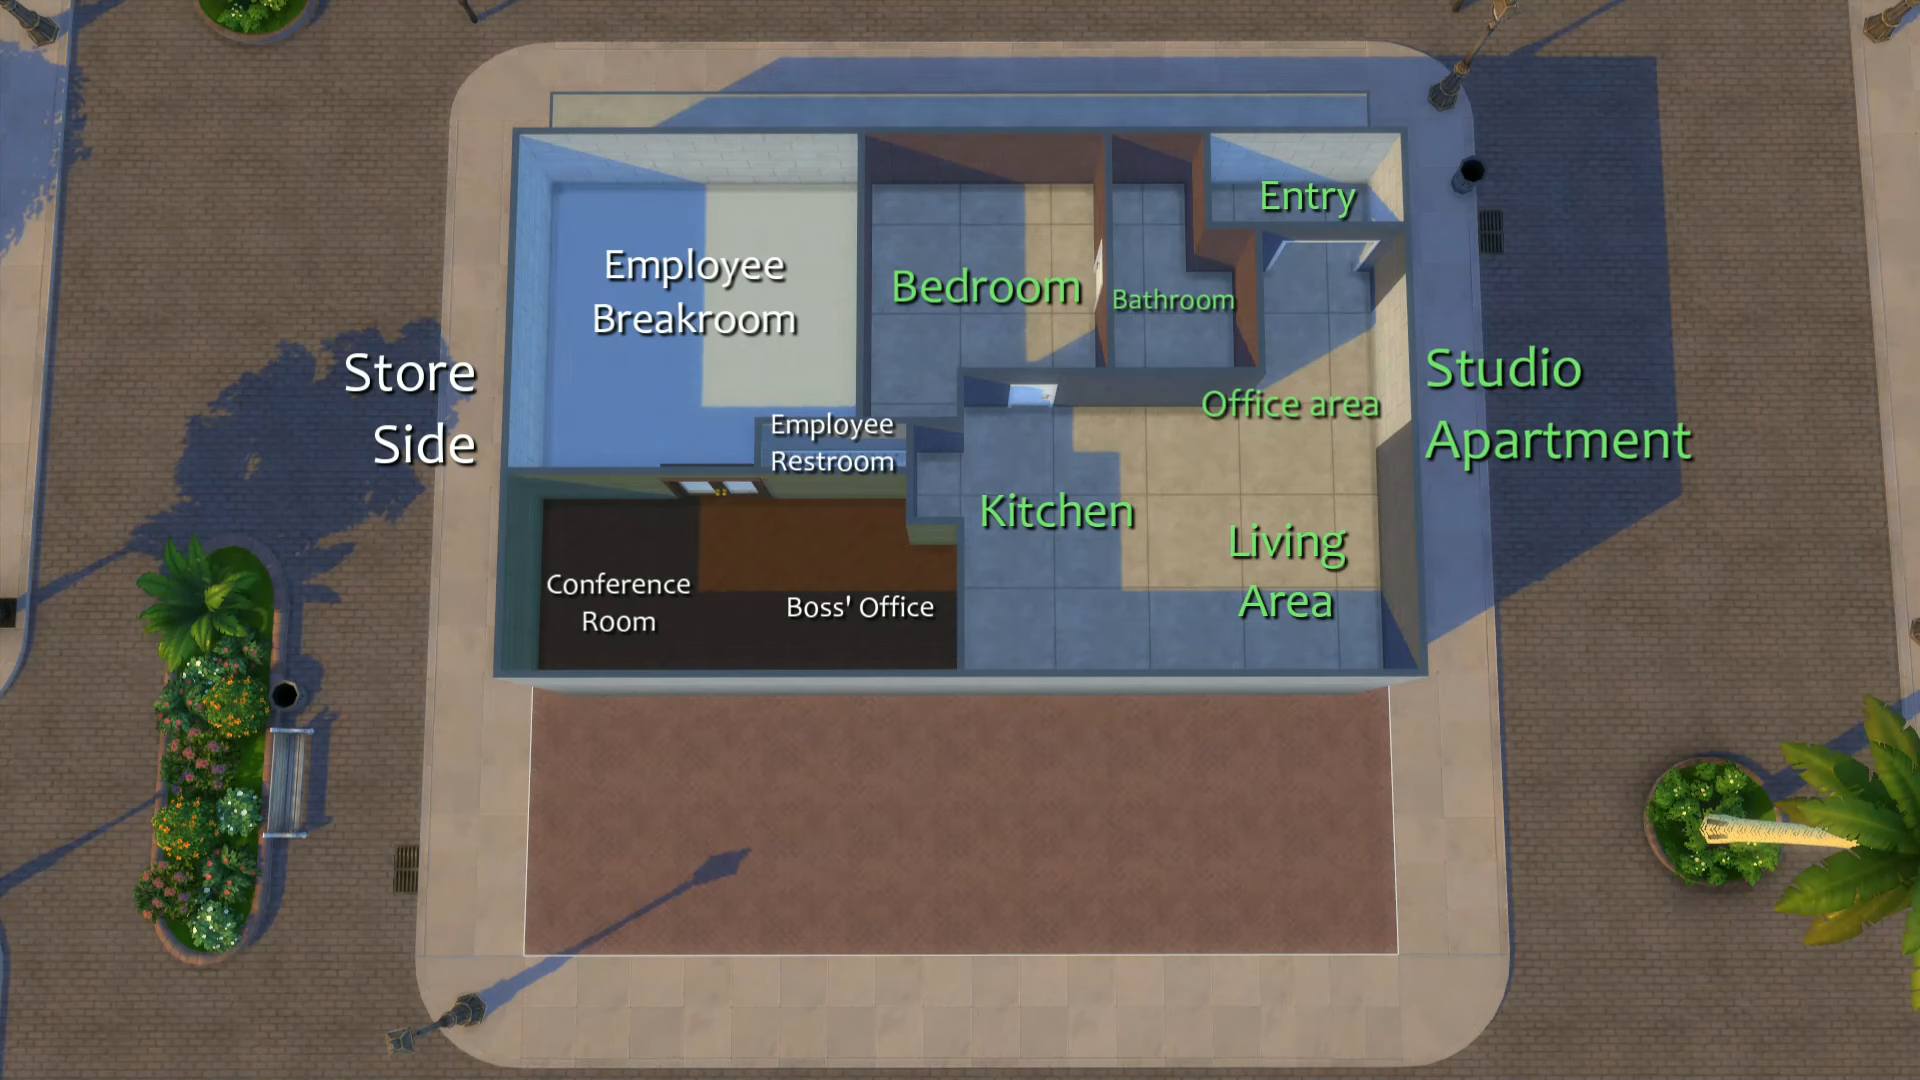 Store
Side
Employee
Breakroom
Employee
Restroom
Conference
Room
Boss' Office
Bedroom
Bathroom
Entry
Office area
Kitchen
Living
Area
Studio
Apartment